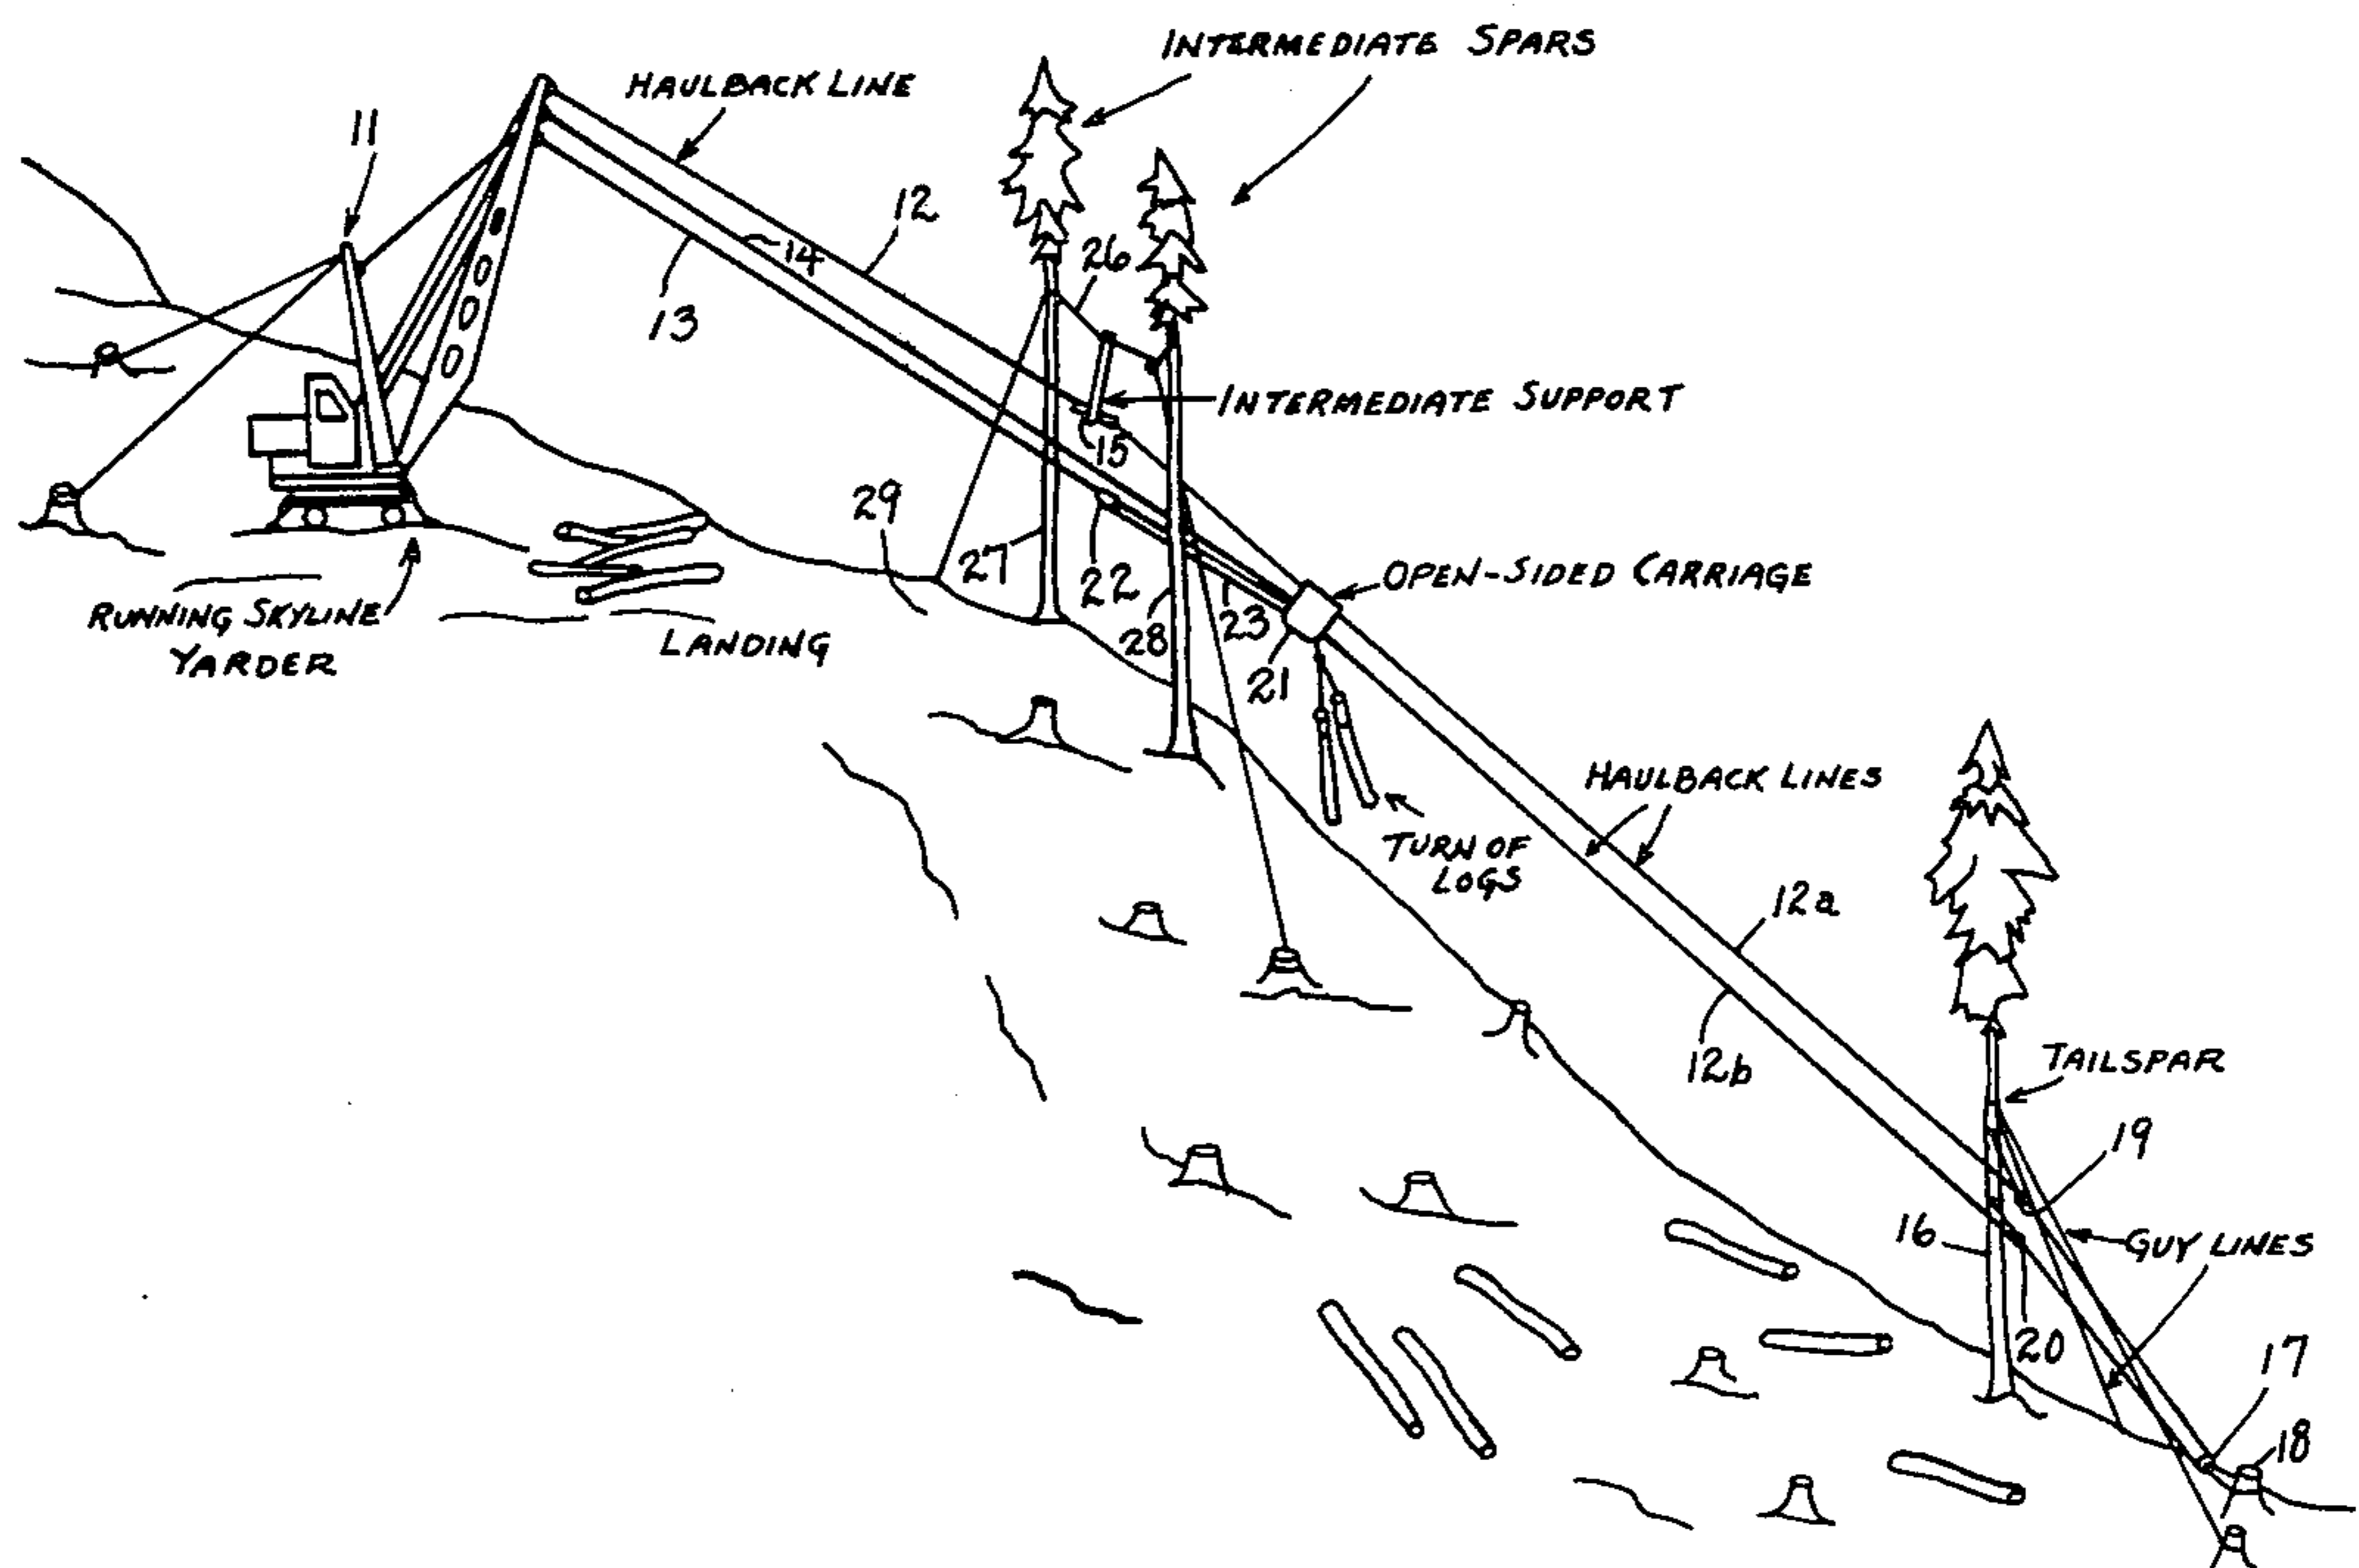 INTERMEDIATE SPARS
HAULBACK LINE
11
12
14
26
13
INTERMEDIATE SUPPORT
15
29
27
22
28
23
OPEN-SIDED CARRIAGE
21
RUNNING SKYLINE
YARDER
LANDING
HAULBACK LINES
TURN OF
LOGS
12a
12b
TAILSPAR
19
16
GUY LINES
20
17
18